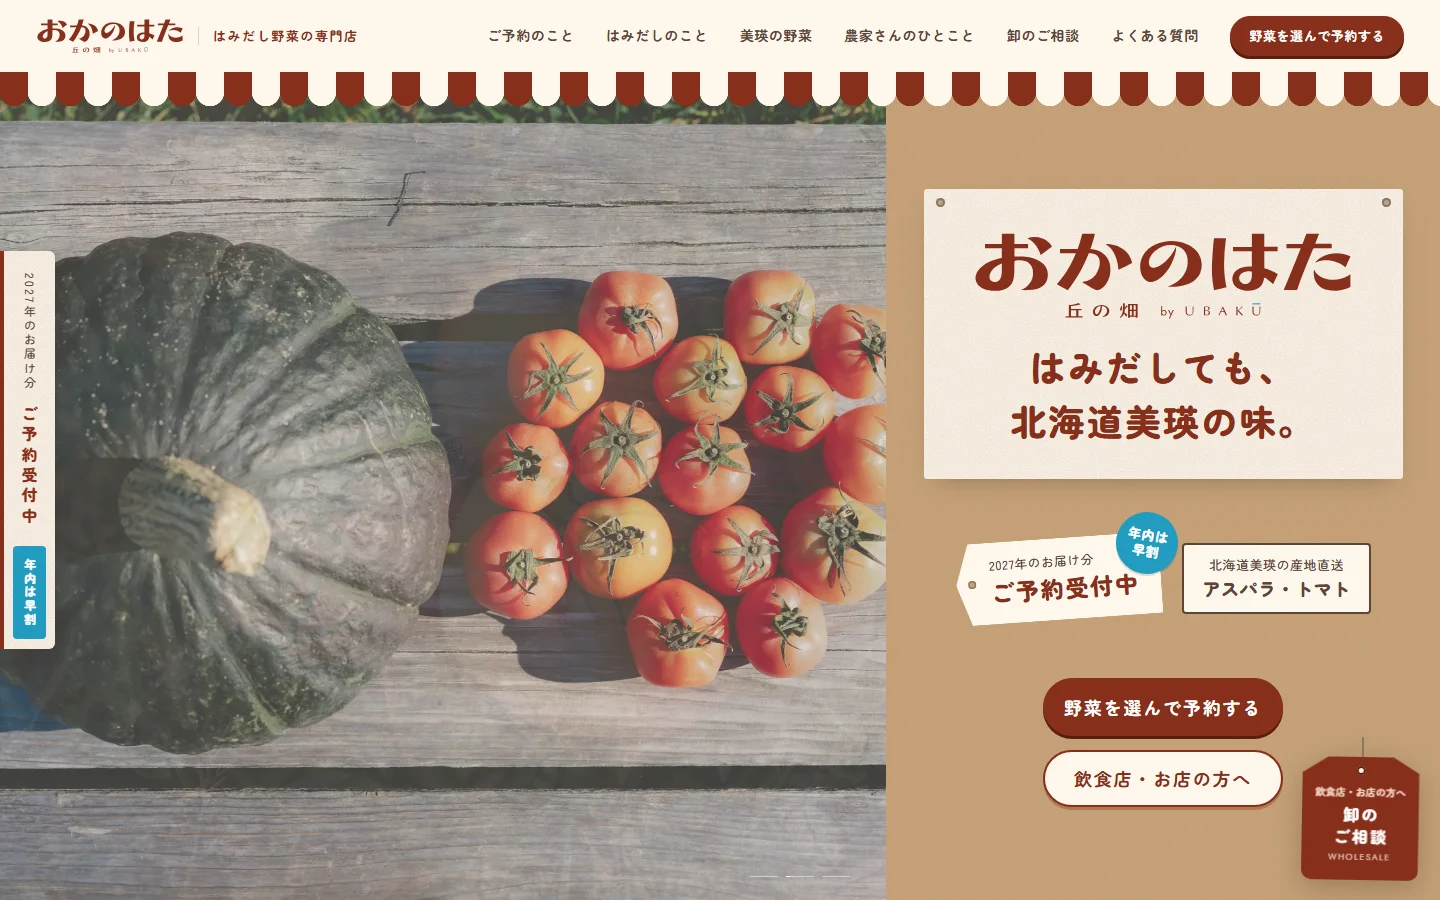 おかのはた
丘の畑 by UBAKŪ
はみだし野菜の専門店
ご予約のこと
はみだしのこと
美瑛の野菜
農家さんのひとこと
卸のご相談
よくある質問
野菜を選んで予約する
2027年のお届け分
ご予約受付中
年内は早割
おかのはた
丘の畑 by UBAKŪ
はみだしても、
北海道美瑛の味。
2027年のお届け分
ご予約受付中
年内は
早割
北海道美瑛の産地直送
アスパラ・トマト
野菜を選んで予約する
飲食店・お店の方へ
飲食店・お店の方へ
卸の
ご相談
WHOLESALE